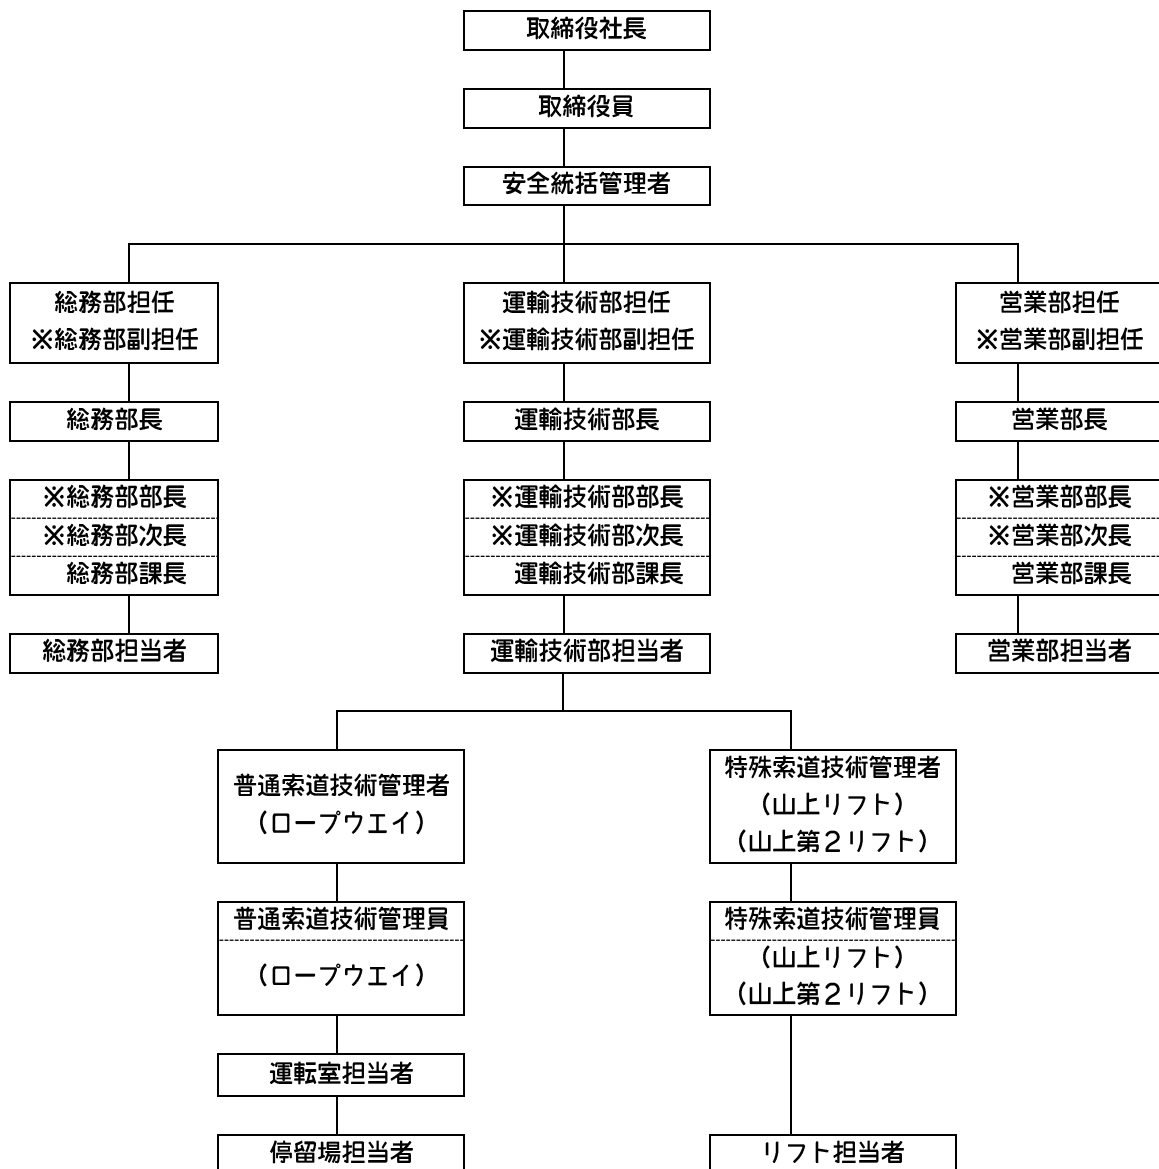 取締役社長
取締役員
安全統括管理者
総務部担任
※総務部副担任
運輸技術部担任
※運輸技術部副担任
営業部担任
※営業部副担任
総務部長
運輸技術部長
営業部長
※総務部部長
※運輸技術部部長
※営業部部長
※総務部次長
※運輸技術部次長
※営業部次長
総務部課長
運輸技術部課長
営業部課長
総務部担当者
運輸技術部担当者
営業部担当者
普通索道技術管理者
(ロープウエイ)
特殊索道技術管理者
(山上リフト)
(山上第2リフト)
普通索道技術管理員
(ロープウエイ)
特殊索道技術管理員
(山上リフト)
(山上第2リフト)
運転室担当者
停留場担当者
リフト担当者